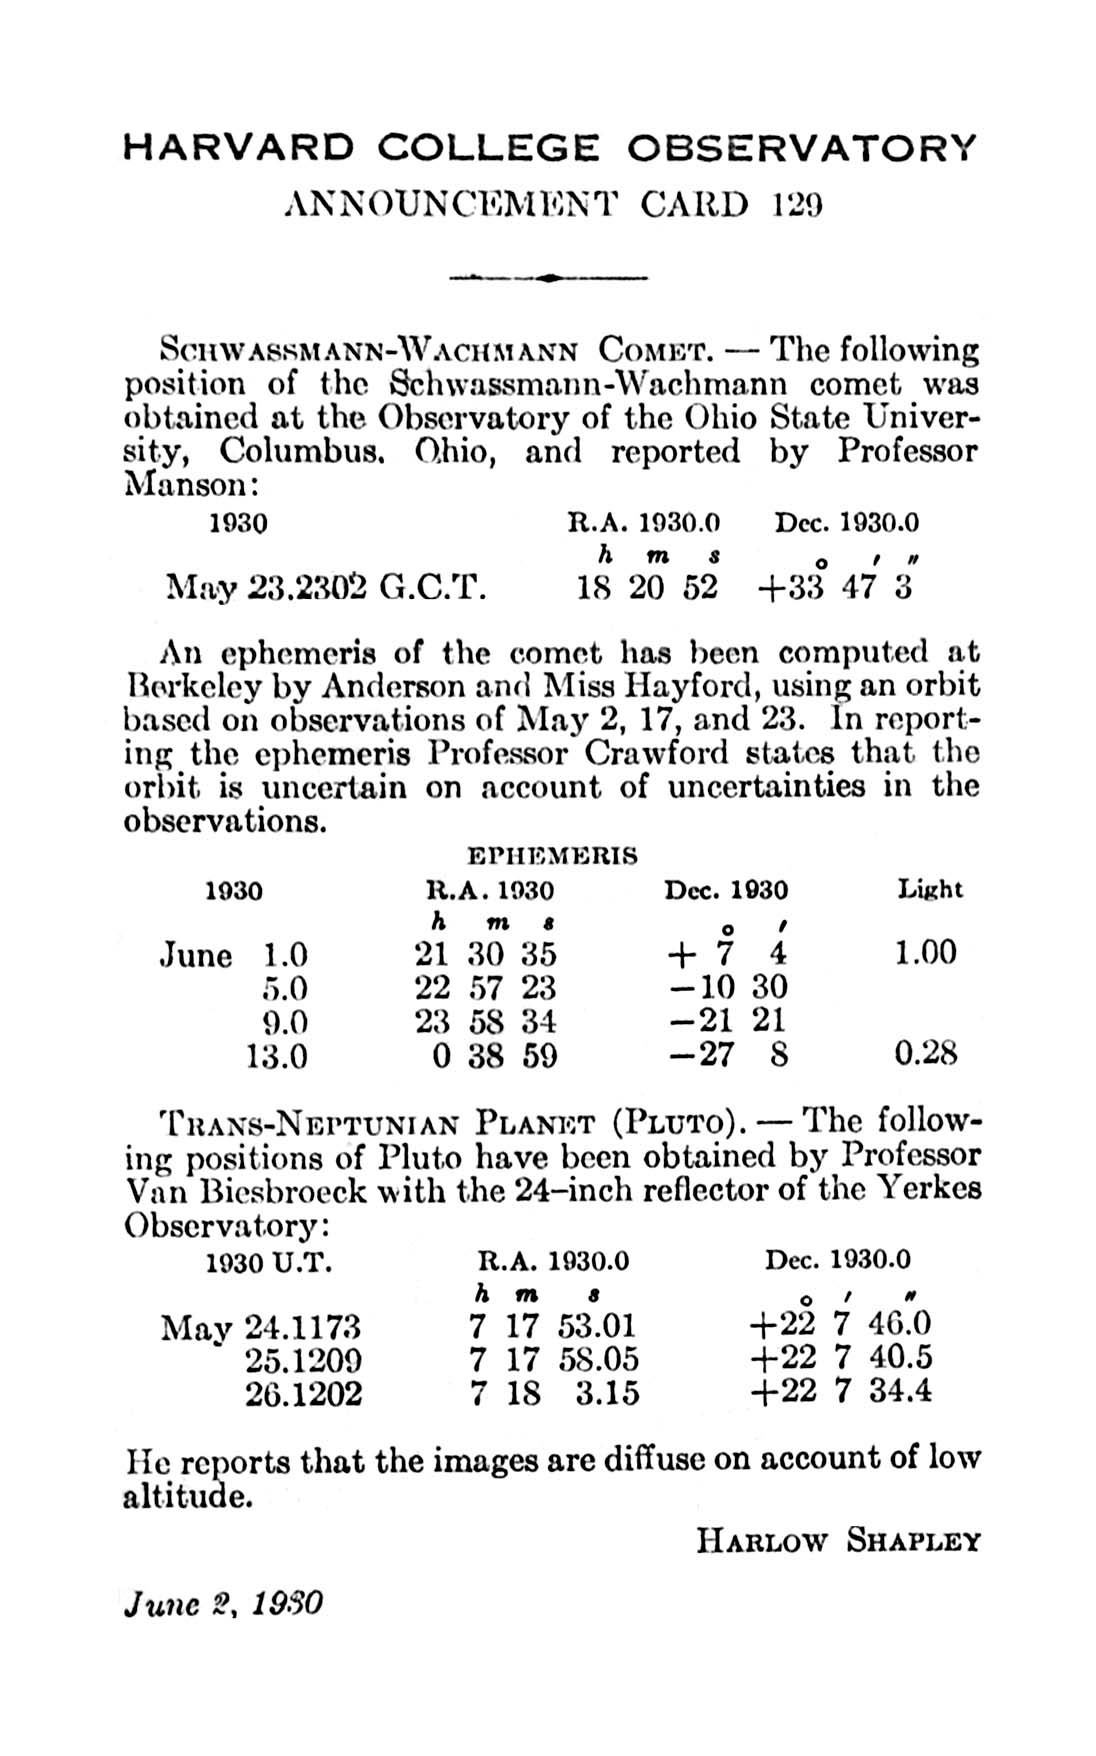 HARVARD COLLEGE OBSERVATORY
ANNOUNCEMENT CARD 129
SCHWASSMANN-WACHMANN COMET. — The following
position of the Schwassmann-Wachmann comet was
obtained at the Observatory of the Ohio State Univer-
sity, Columbus, Ohio, and reported by Professor
Manson:
1930 R.A. 1930.0 Dec. 1930.0
h m s o ′ ″
May 23.2302 G.C.T. 18 20 52 +33 47 3
An ephemeris of the comet has been computed at
Berkeley by Anderson and Miss Hayford, using an orbit
based on observations of May 2, 17, and 23. In report-
ing the ephemeris Professor Crawford states that the
orbit is uncertain on account of uncertainties in the
observations.
EPHEMERIS
1930 R.A. 1930 Dec. 1930 Light
h m s o ′
June 1.0 21 30 35 + 7 4 1.00
5.0 22 57 23 −10 30
9.0 23 58 34 −21 21
13.0 0 38 59 −27 8 0.28
TRANS-NEPTUNIAN PLANET (PLUTO). — The follow-
ing positions of Pluto have been obtained by Professor
Van Biesbroeck with the 24-inch reflector of the Yerkes
Observatory:
1930 U.T. R.A. 1930.0 Dec. 1930.0
h m s o ′ ″
May 24.1173 7 17 53.01 +22 7 46.0
25.1209 7 17 58.05 +22 7 40.5
26.1202 7 18 3.15 +22 7 34.4
He reports that the images are diffuse on account of low
altitude.
HARLOW SHAPLEY
June 2, 1930